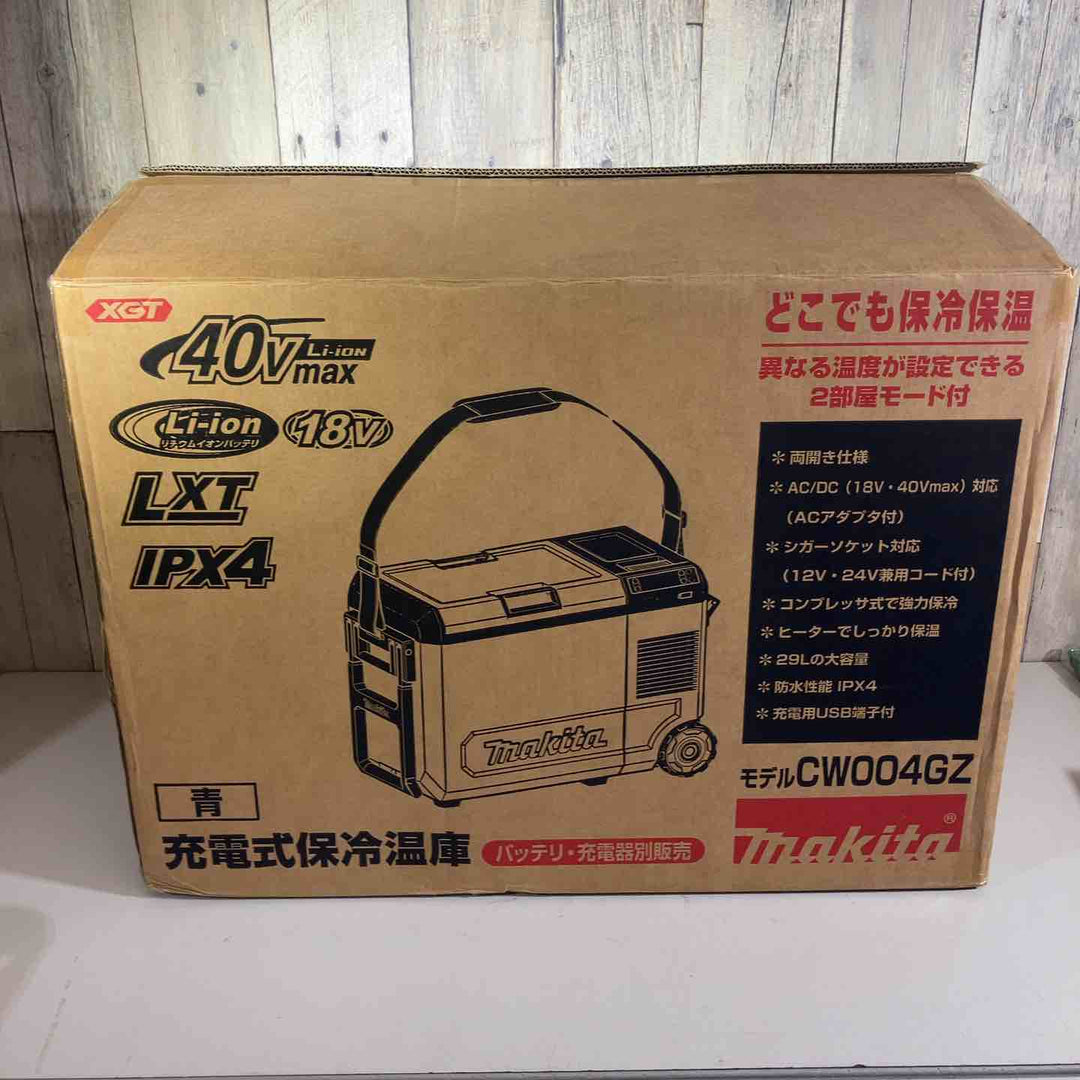 XGT
40Vmax Li-ion
Li-ion 18V
リチウムイオンバッテリ
LXT
IPX4
どこでも保冷保温
異なる温度が設定できる
2部屋モード付
＊両開き仕様
＊AC/DC（18V・40Vmax）対応
（ACアダプタ付）
＊シガーソケット対応
（12V・24V兼用コード付）
＊コンプレッサ式で強力保冷
＊ヒーターでしっかり保温
＊29Lの大容量
＊防水性能 IPX4
＊充電用USB端子付
makita
makita
モデルCW004GZ
青
充電式保冷温庫
バッテリ・充電器別販売
makita®